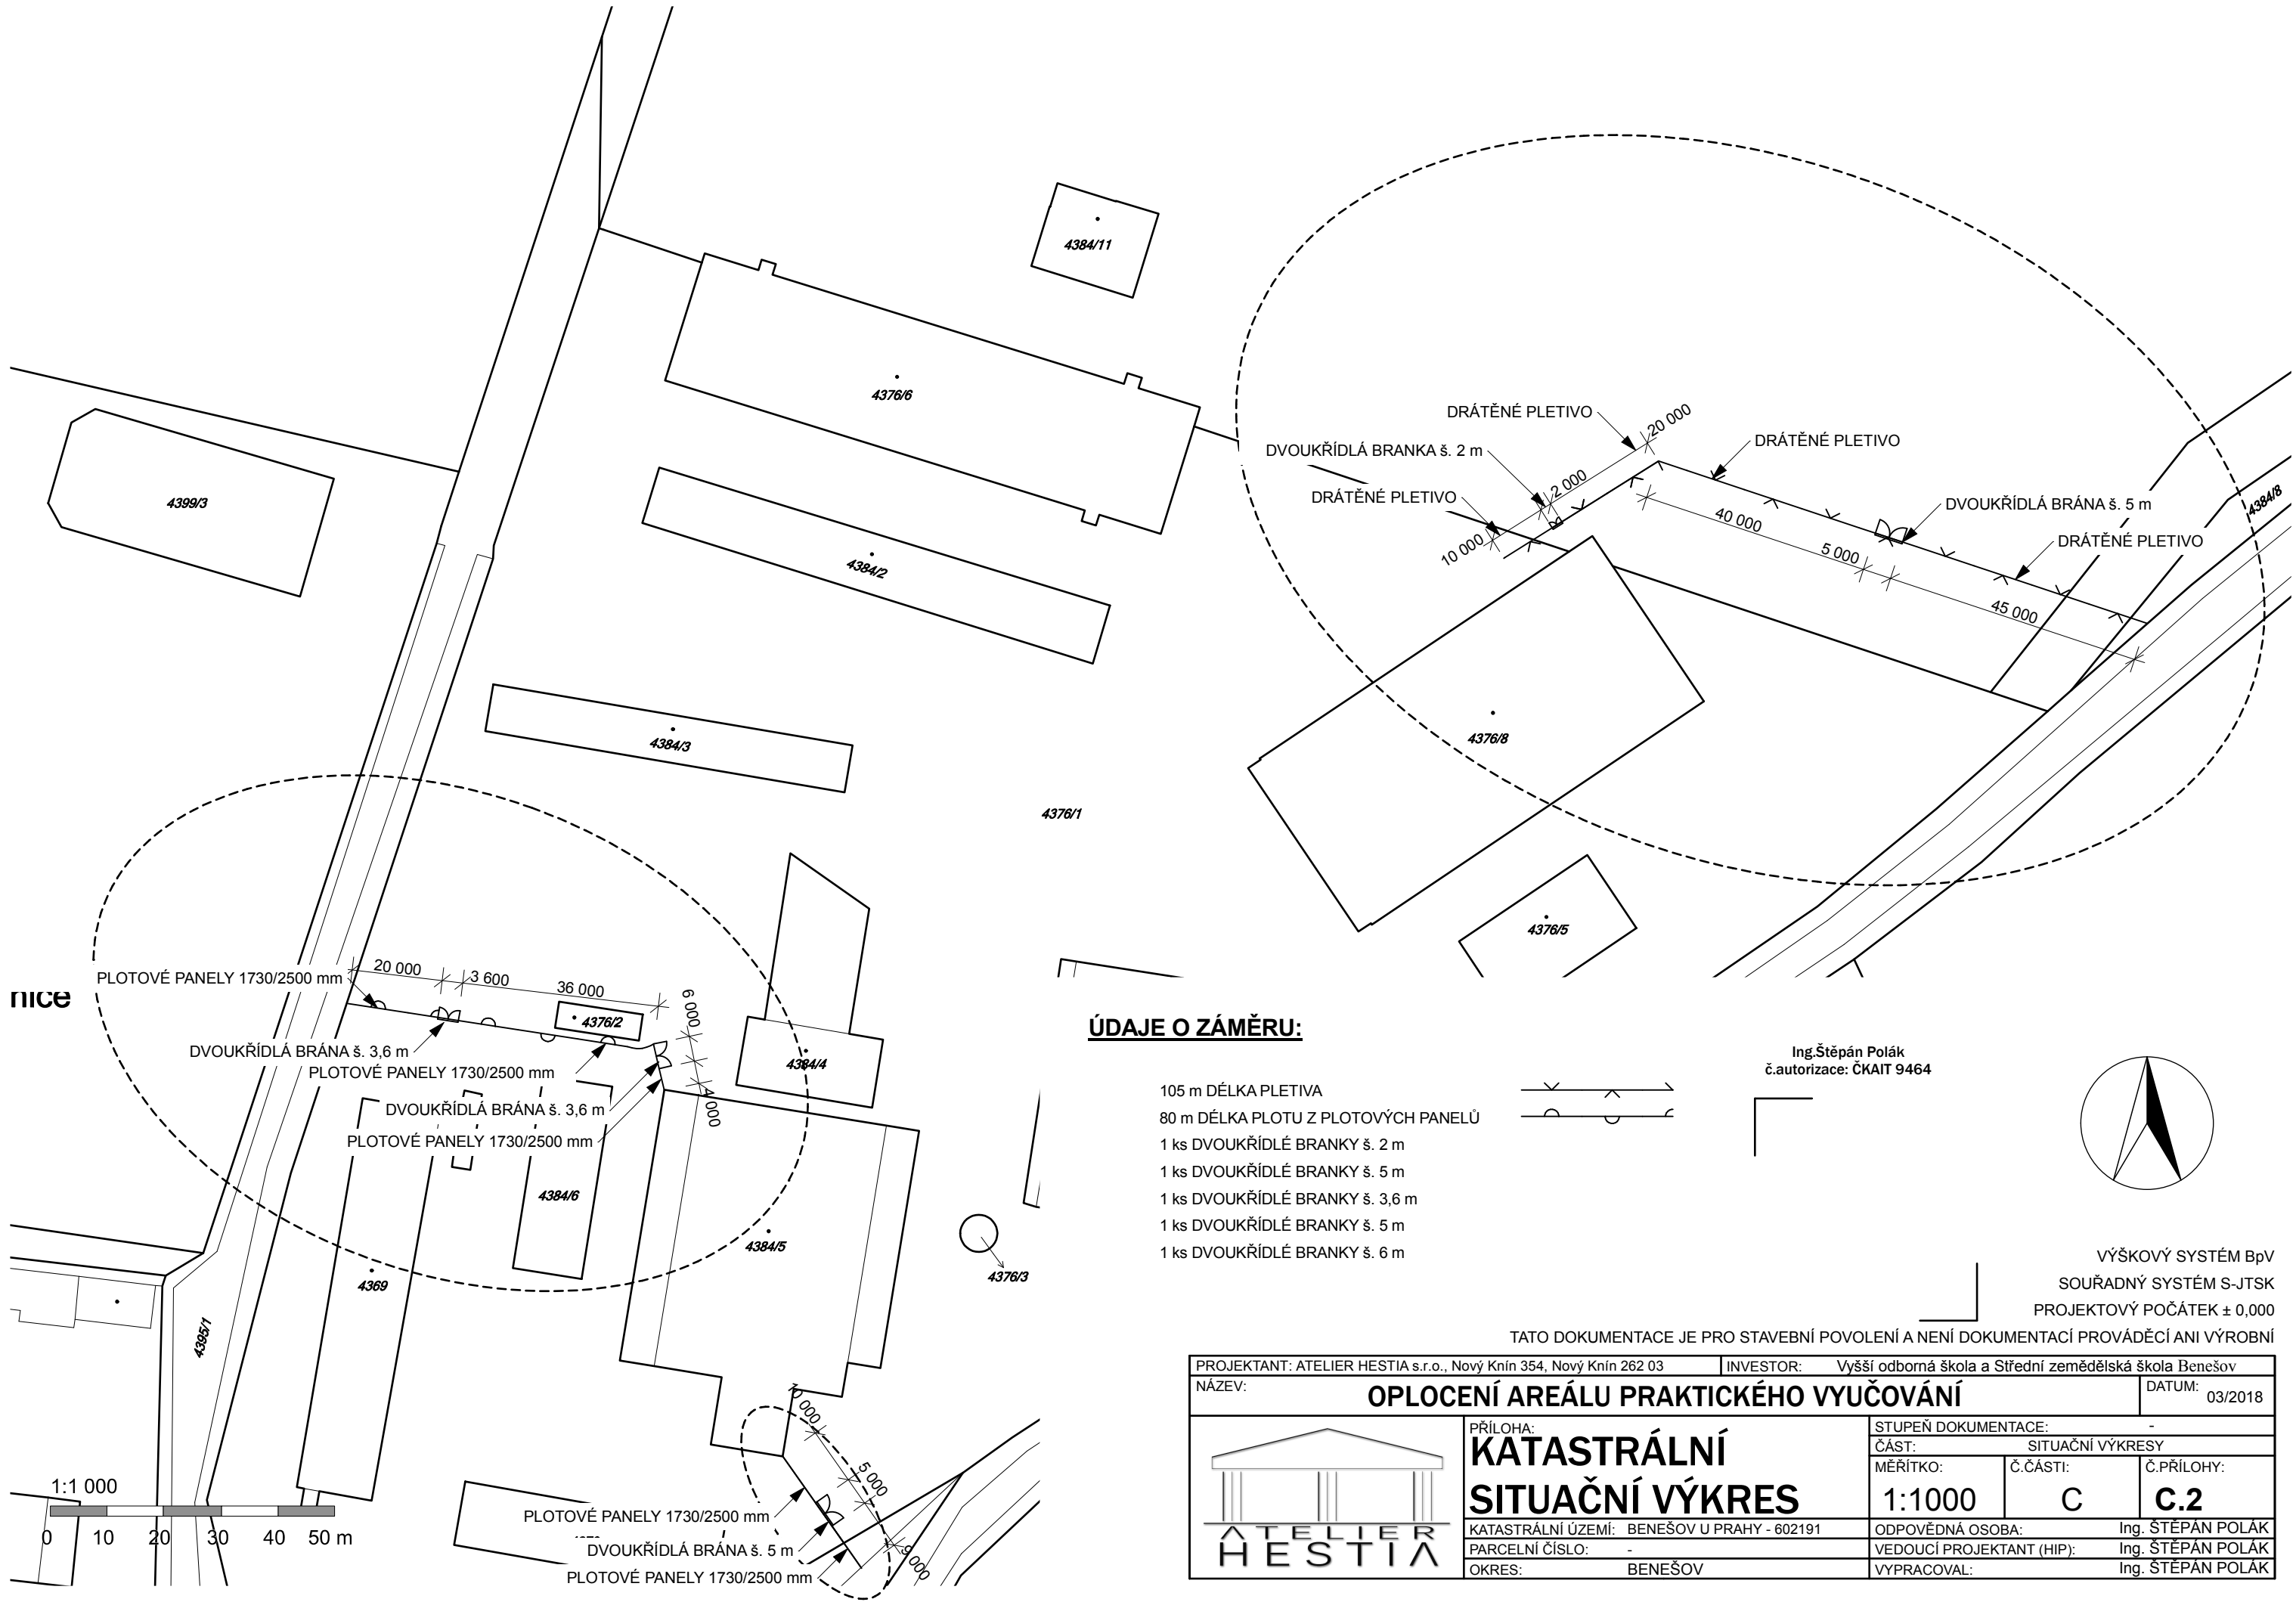 4384/11
4376/6
4399/3
4384/2
4384/3
4376/1
DRÁTĚNÉ PLETIVO
20 000
DRÁTĚNÉ PLETIVO
DVOUKŘÍDLÁ BRANKA š. 2 m
2 000
DRÁTĚNÉ PLETIVO
10 000
40 000
5 000
45 000
DVOUKŘÍDLÁ BRÁNA š. 5 m
DRÁTĚNÉ PLETIVO
4384/8
4376/8
4376/5
PLOTOVÉ PANELY 1730/2500 mm
20 000
3 600
36 000
6 000
4376/2
DVOUKŘÍDLÁ BRÁNA š. 3,6 m
PLOTOVÉ PANELY 1730/2500 mm
4384/4
4 000
DVOUKŘÍDLÁ BRÁNA š. 3,6 m
PLOTOVÉ PANELY 1730/2500 mm
4384/6
4384/5
4369
4376/3
4395/1
10 000
5 000
9 000
PLOTOVÉ PANELY 1730/2500 mm
DVOUKŘÍDLÁ BRÁNA š. 5 m
PLOTOVÉ PANELY 1730/2500 mm
1:1 000
0 10 20 30 40 50 m
ÚDAJE O ZÁMĚRU:
105 m DÉLKA PLETIVA
80 m DÉLKA PLOTU Z PLOTOVÝCH PANELŮ
1 ks DVOUKŘÍDLÉ BRANKY š. 2 m
1 ks DVOUKŘÍDLÉ BRANKY š. 5 m
1 ks DVOUKŘÍDLÉ BRANKY š. 3,6 m
1 ks DVOUKŘÍDLÉ BRANKY š. 5 m
1 ks DVOUKŘÍDLÉ BRANKY š. 6 m
Ing.Štěpán Polák
č.autorizace: ČKAIT 9464
VÝŠKOVÝ SYSTÉM BpV
SOUŘADNÝ SYSTÉM S-JTSK
PROJEKTOVÝ POČÁTEK ± 0,000
TATO DOKUMENTACE JE PRO STAVEBNÍ POVOLENÍ A NENÍ DOKUMENTACÍ PROVÁDĚCÍ ANI VÝROBNÍ
PROJEKTANT: ATELIER HESTIA s.r.o., Nový Knín 354, Nový Knín 262 03
INVESTOR: Vyšší odborná škola a Střední zemědělská škola Benešov
NÁZEV: OPLOCENÍ AREÁLU PRAKTICKÉHO VYUČOVÁNÍ
DATUM: 03/2018
ATELIER
HESTIA
PŘÍLOHA:
KATASTRÁLNÍ
SITUAČNÍ VÝKRES
KATASTRÁLNÍ ÚZEMÍ: BENEŠOV U PRAHY - 602191
PARCELNÍ ČÍSLO: -
OKRES: BENEŠOV
STUPEŇ DOKUMENTACE: -
ČÁST: SITUAČNÍ VÝKRESY
MĚŘÍTKO: 1:1000
Č.ČÁSTI: C
Č.PŘÍLOHY: C.2
ODPOVĚDNÁ OSOBA: Ing. ŠTĚPÁN POLÁK
VEDOUCÍ PROJEKTANT (HIP): Ing. ŠTĚPÁN POLÁK
VYPRACOVAL: Ing. ŠTĚPÁN POLÁK